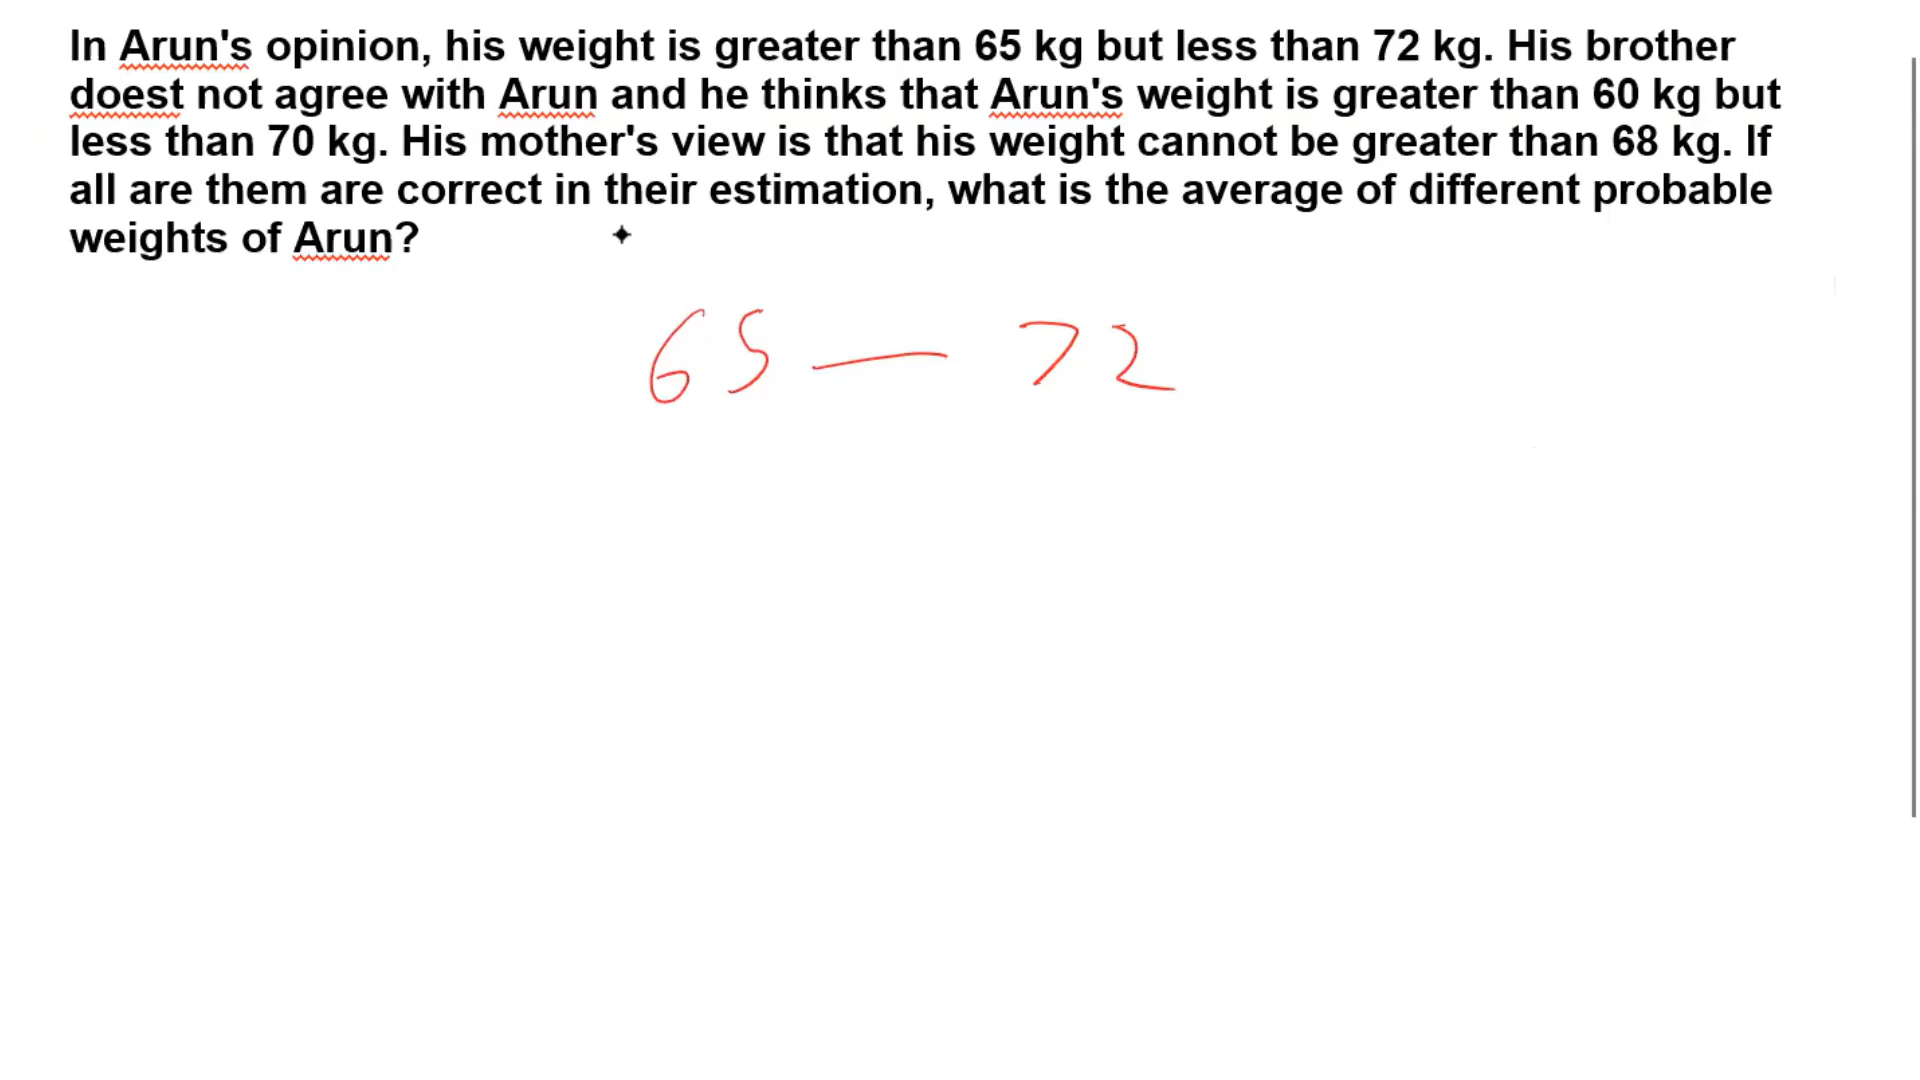 In Arun's opinion, his weight is greater than 65 kg but less than 72 kg. His brother
doest not agree with Arun and he thinks that Arun's weight is greater than 60 kg but
less than 70 kg. His mother's view is that his weight cannot be greater than 68 kg. If
all are them are correct in their estimation, what is the average of different probable
weights of Arun?
65 — 72